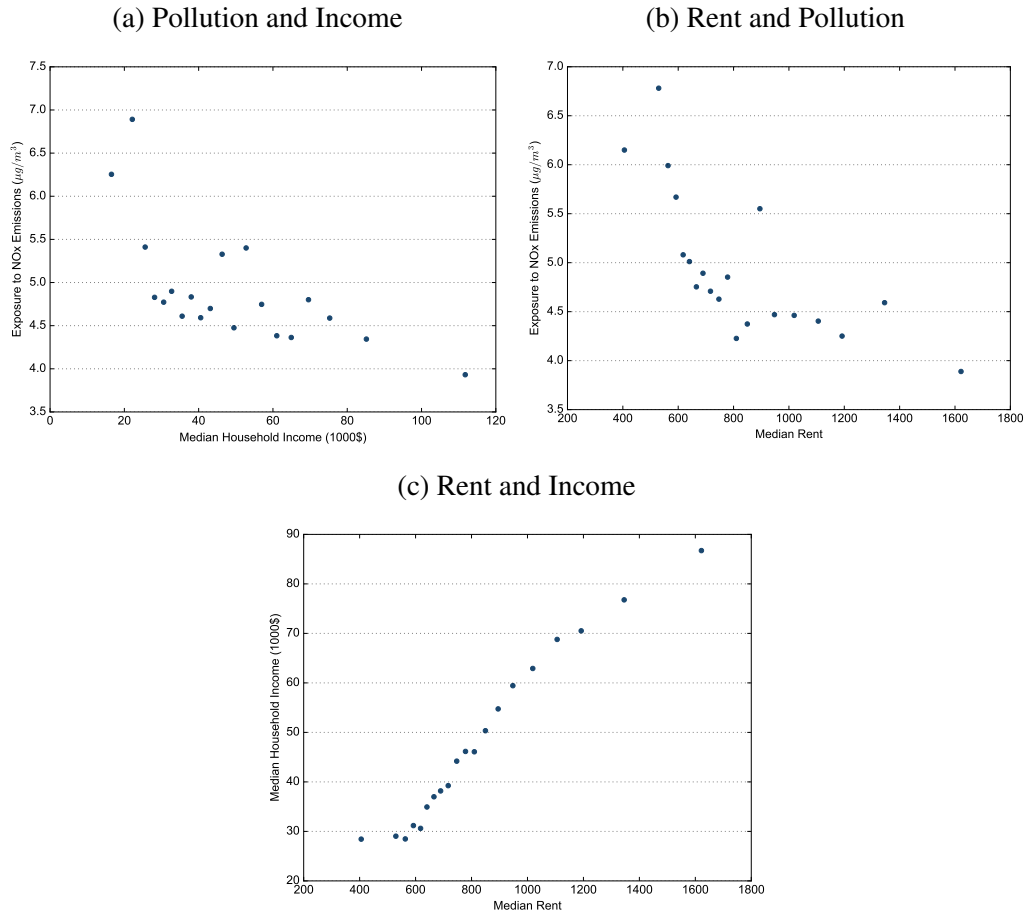 (a) Pollution and Income
7.5
7.0
6.5
6.0
5.5
5.0
4.5
4.0
3.5
0 20 40 60 80 100 120
Exposure to NOx Emissions (μg/m³)
Median Household Income (1000$)
(b) Rent and Pollution
7.0
6.5
6.0
5.5
5.0
4.5
4.0
3.5
200 400 600 800 1000 1200 1400 1600 1800
Exposure to NOx Emissions (μg/m³)
Median Rent
(c) Rent and Income
90
80
70
60
50
40
30
20
200 400 600 800 1000 1200 1400 1600 1800
Median Household Income (1000$)
Median Rent